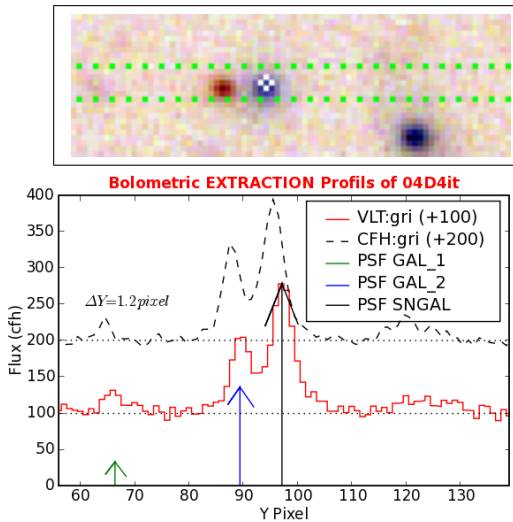 Bolometric EXTRACTION Profils of 04D4it
400
350
300
250
200
150
100
50
0
Flux (cfh)
ΔY=1.2pixel
VLT:gri (+100)
CFH:gri (+200)
PSF GAL_1
PSF GAL_2
PSF SNGAL
60 70 80 90 100 110 120 130
Y Pixel